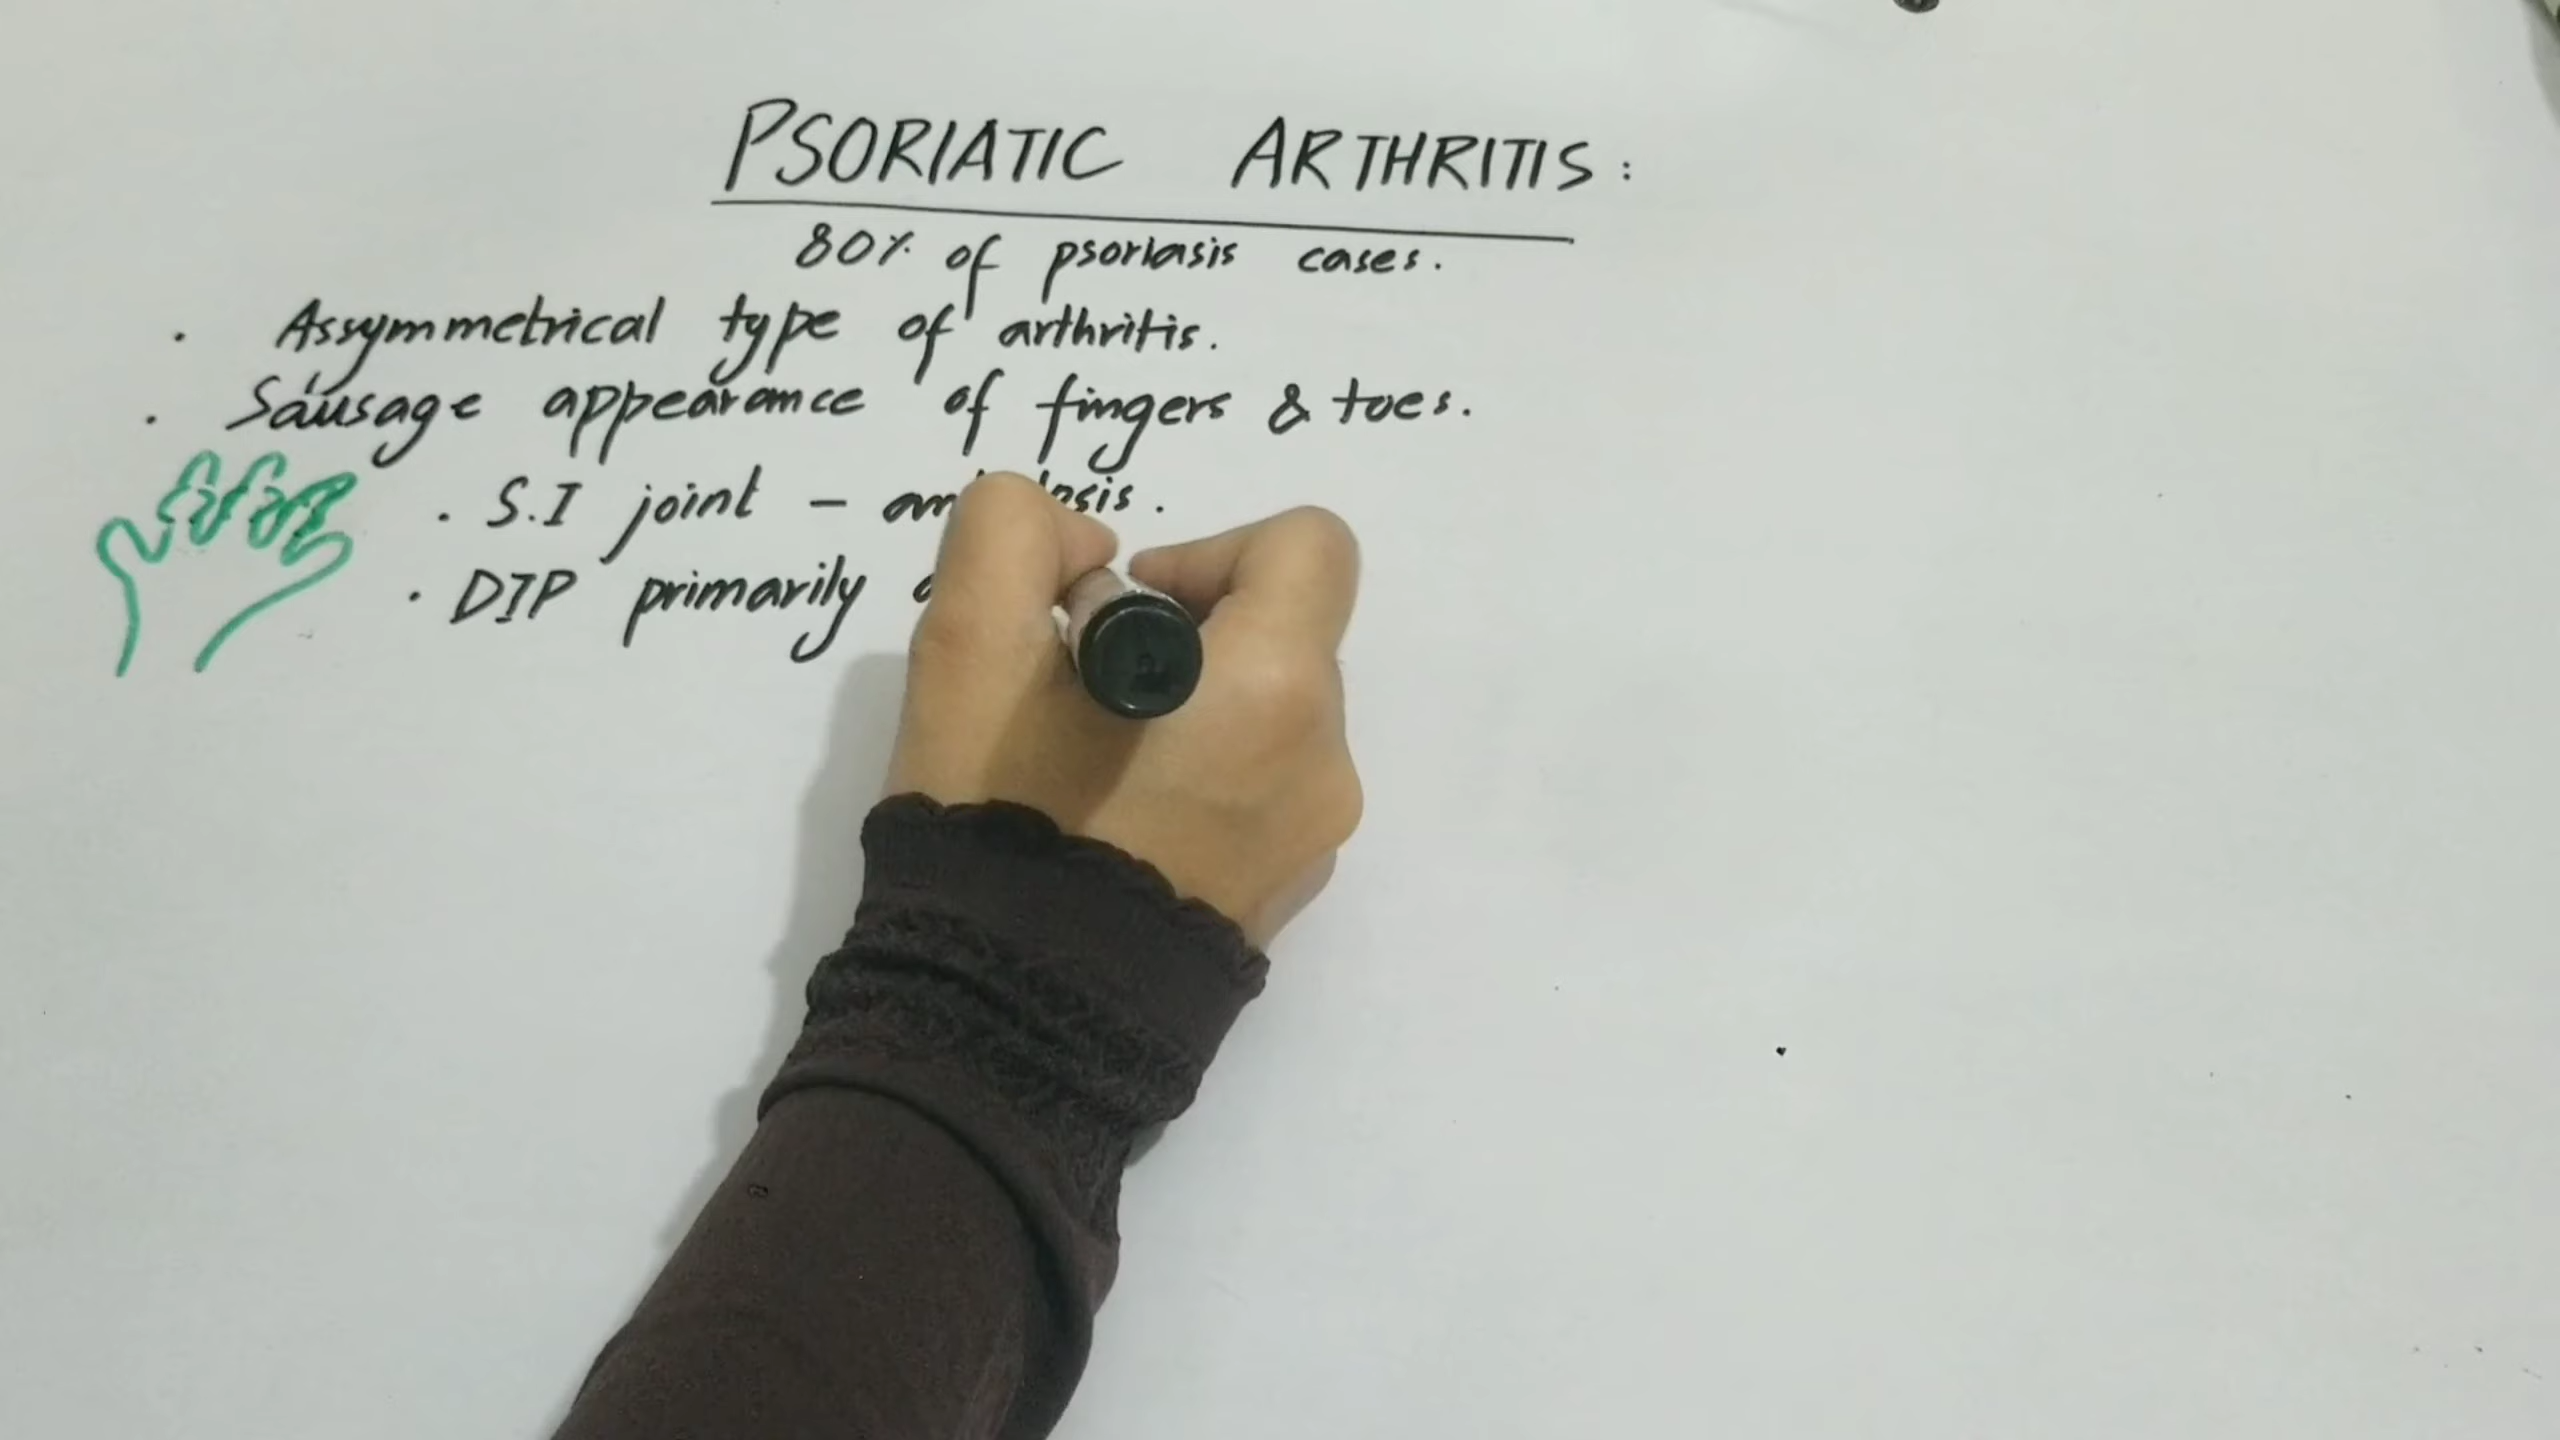 PSORIATIC ARTHRITIS:
80% of psoriasis cases.
. Assymmetrical type of arthritis.
. Sausage appearance of fingers & toes.
. S.I joint -
. DIP primarily